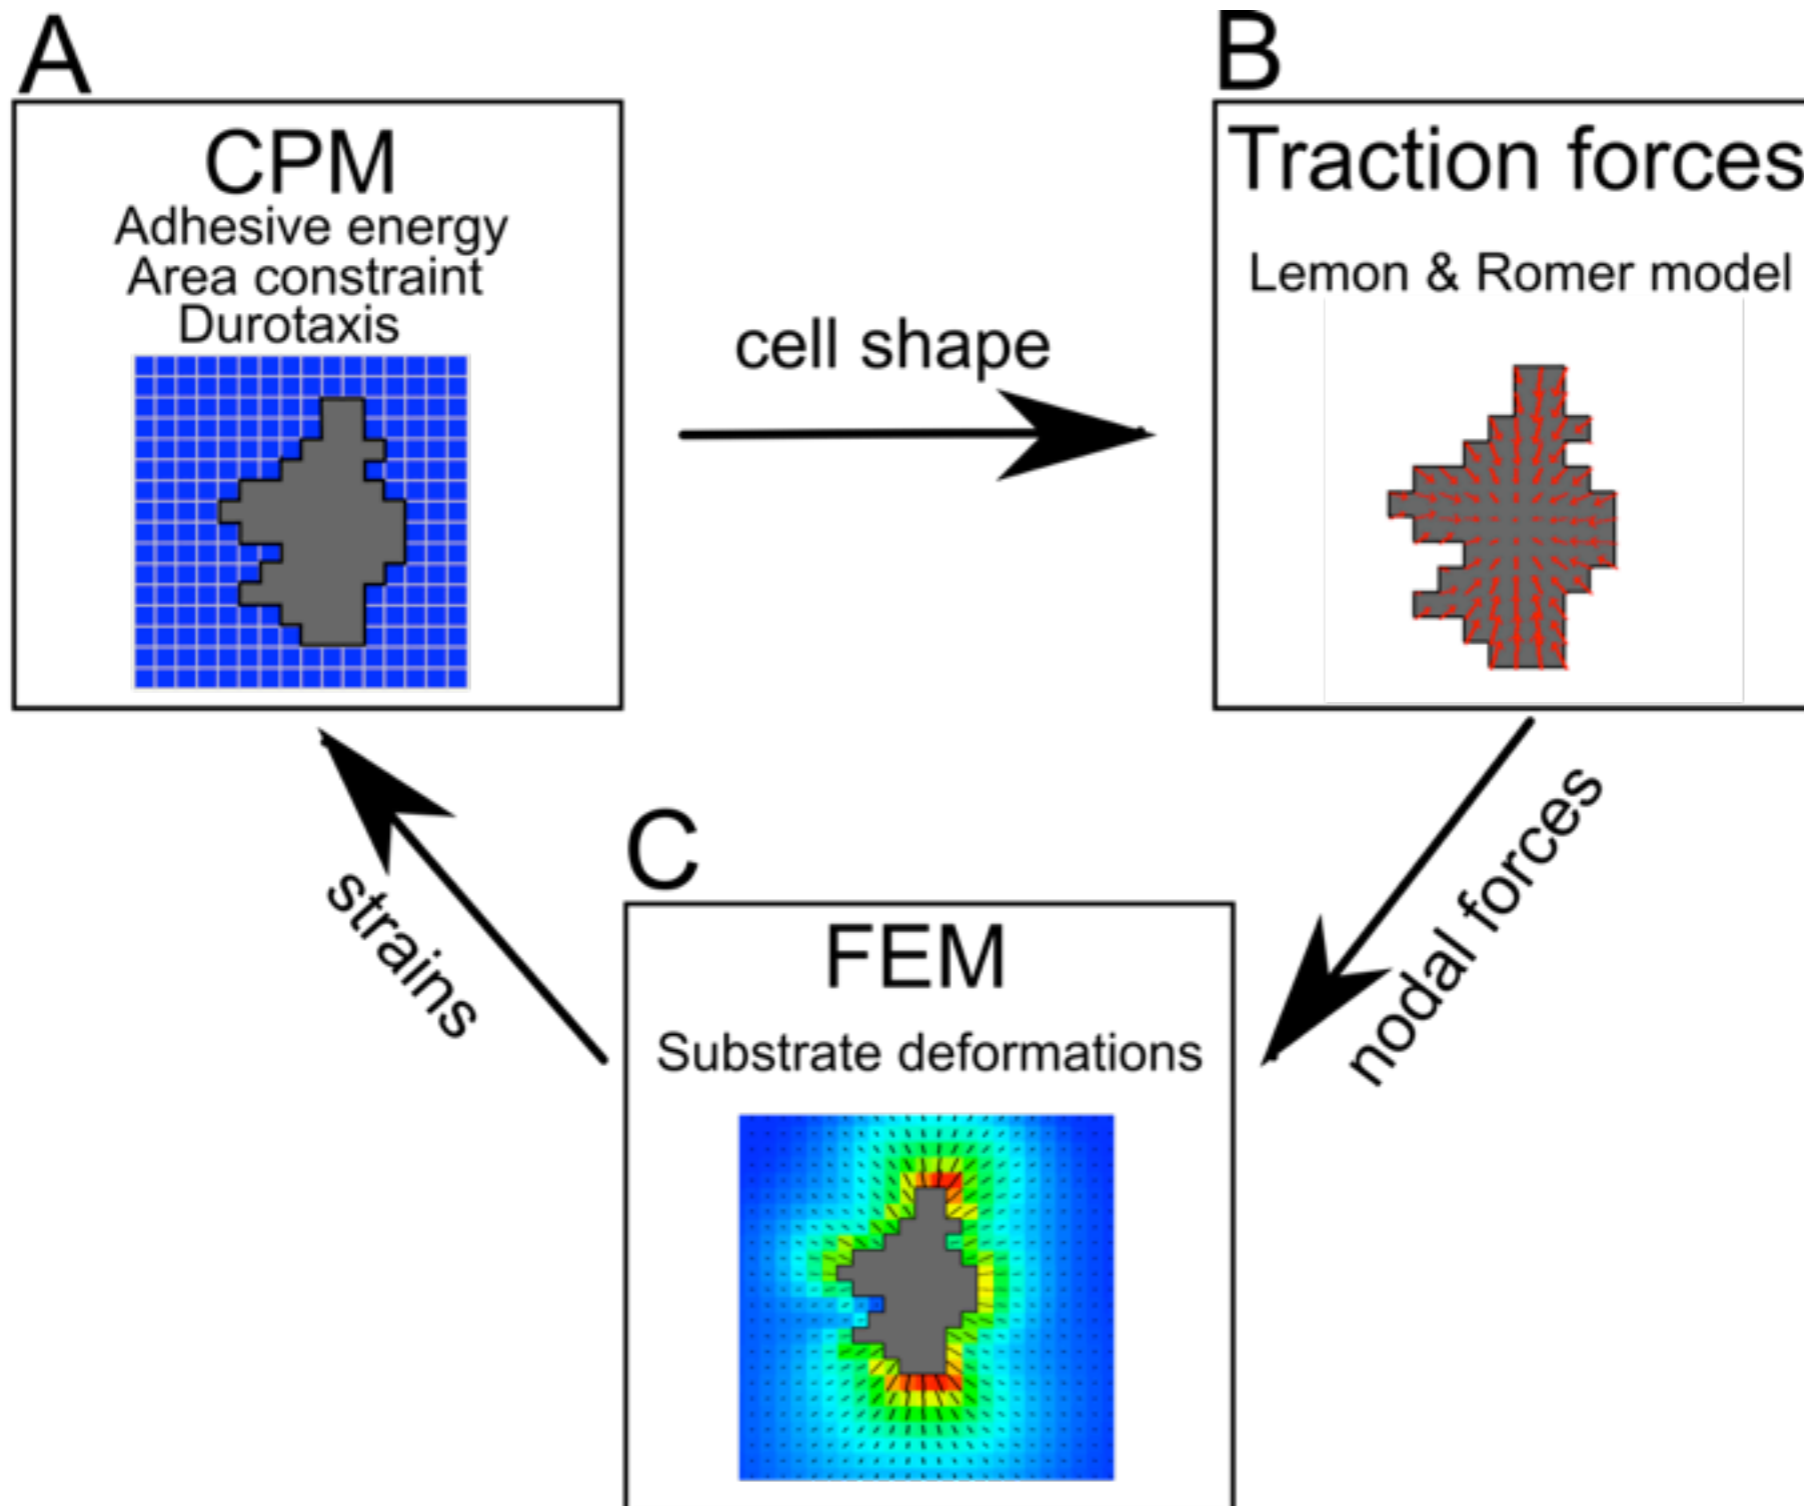 A
CPM
Adhesive energy
Area constraint
Durotaxis
cell shape
B
Traction forces
Lemon & Romer model
nodal forces
C
FEM
Substrate deformations
strains